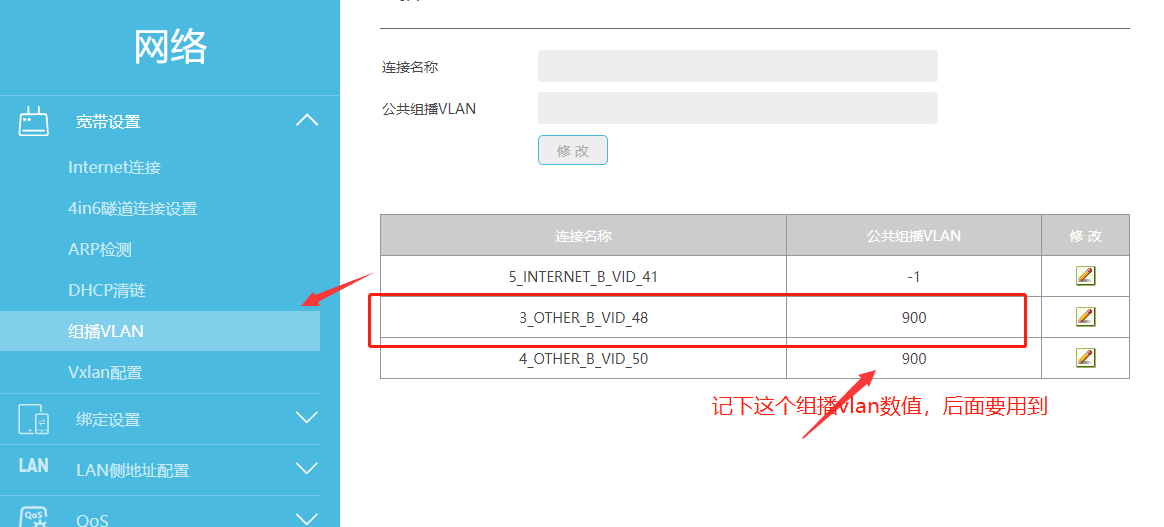 网络
宽带设置
Internet连接
4in6隧道连接设置
ARP检测
DHCP清链
组播VLAN
Vxlan配置
绑定设置
LAN
LAN侧地址配置
QoS
QoS
连接名称
公共组播VLAN
修 改
连接名称 公共组播VLAN 修 改
5_INTERNET_B_VID_41 -1
3_OTHER_B_VID_48 900
4_OTHER_B_VID_50 900
记下这个组播vlan数值，后面要用到